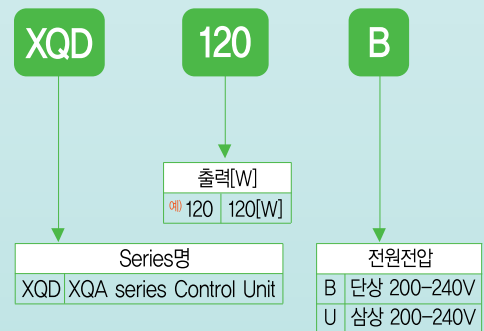 XQD 120 B
출력[W]
예) 120 120[W]
Series명
XQD XQA series Control Unit
전원전압
B 단상 200-240V
U 삼상 200-240V